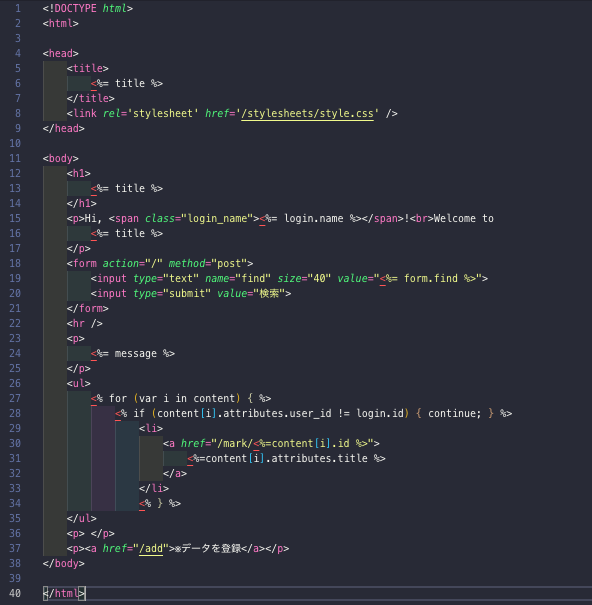 1 <!DOCTYPE html>
2 <html>
3
4 <head>
5 <title>
6 <%= title %>
7 </title>
8 <link rel='stylesheet' href='/stylesheets/style.css' />
9 </head>
10
11 <body>
12 <h1>
13 <%= title %>
14 </h1>
15 <p>Hi, <span class="login_name"><%= login.name %></span>!<br>Welcome to
16 <%= title %>
17 </p>
18 <form action="/" method="post">
19 <input type="text" name="find" size="40" value="<%= form.find %>">
20 <input type="submit" value="検索">
21 </form>
22 <hr />
23 <p>
24 <%= message %>
25 </p>
26 <ul>
27 <% for (var i in content) { %>
28 <% if (content[i].attributes.user_id != login.id) { continue; } %>
29 <li>
30 <a href="/mark/<%=content[i].id %>">
31 <%=content[i].attributes.title %>
32 </a>
33 </li>
34 <% } %>
35 </ul>
36 <p> </p>
37 <p><a href="/add">※データを登録</a></p>
38 </body>
39
40 </html>